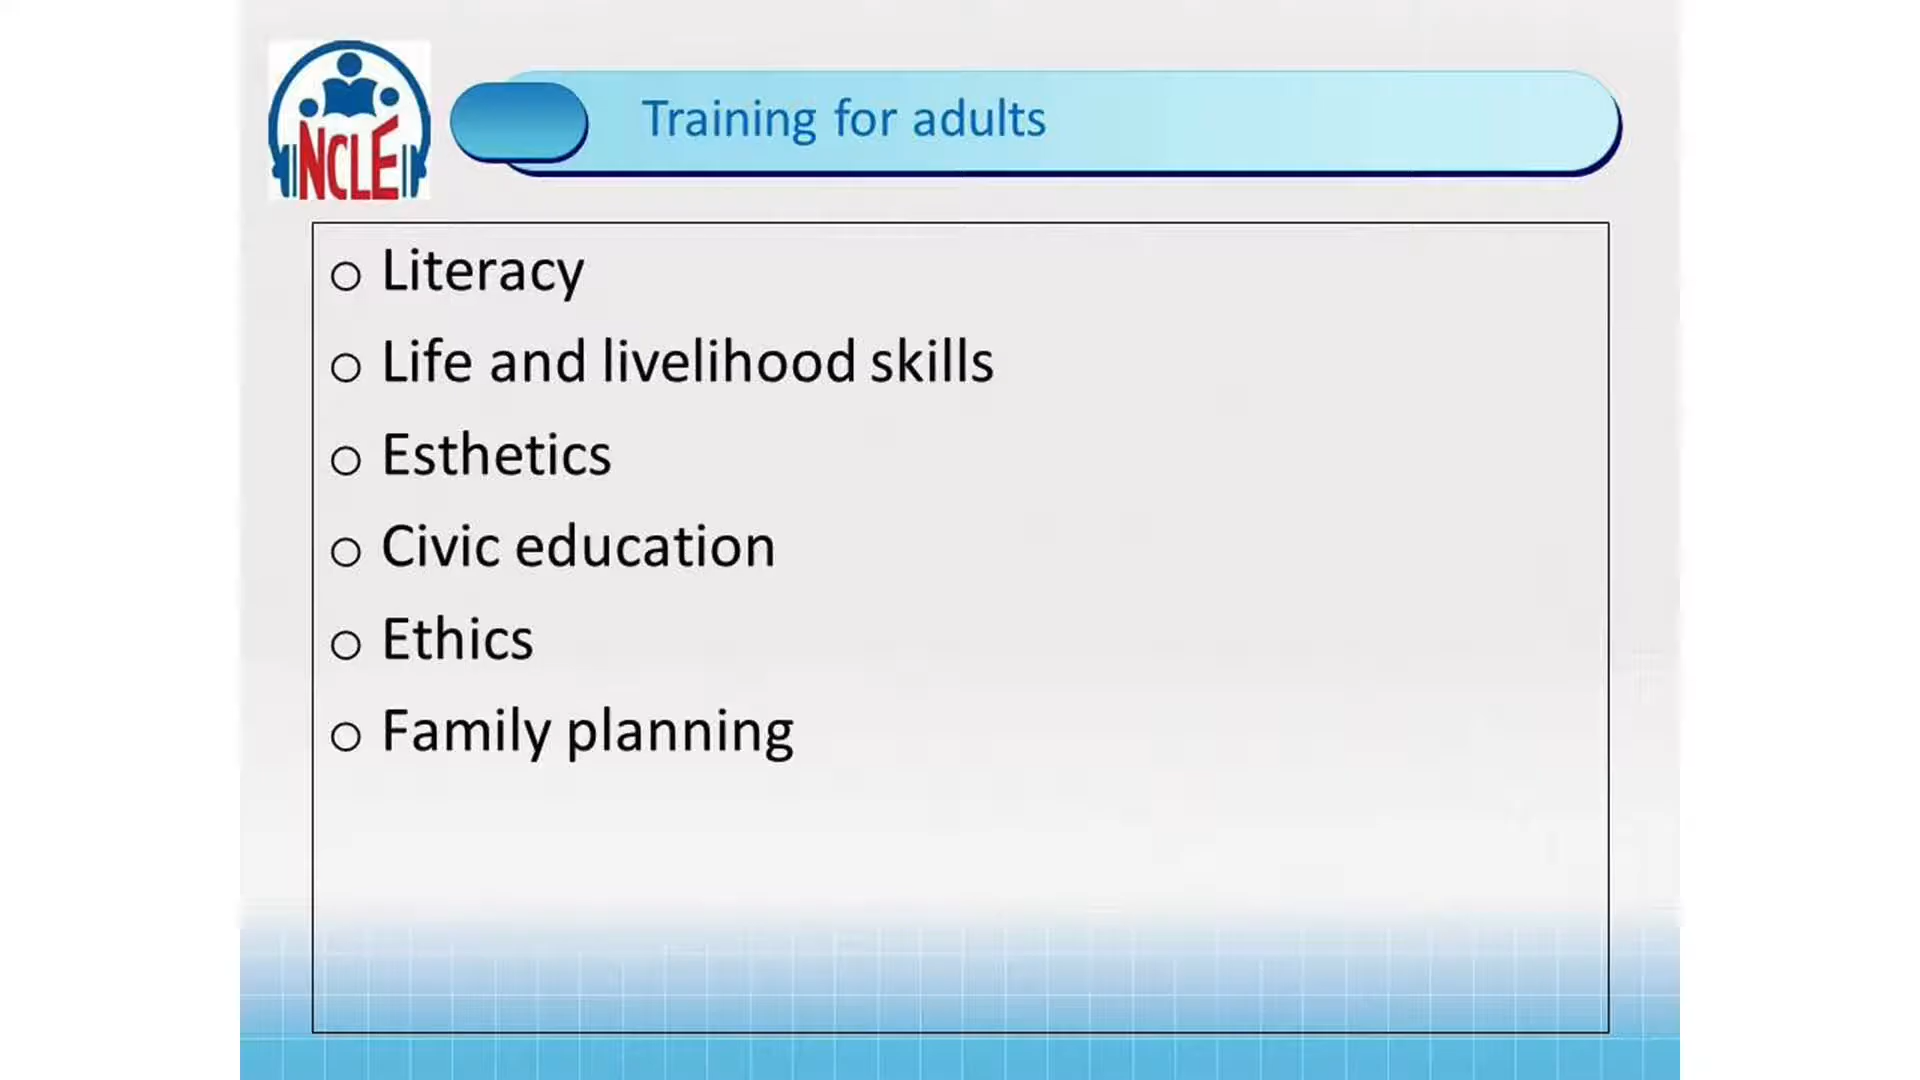 NCLE
Training for adults
Literacy
Life and livelihood skills
Esthetics
Civic education
Ethics
Family planning